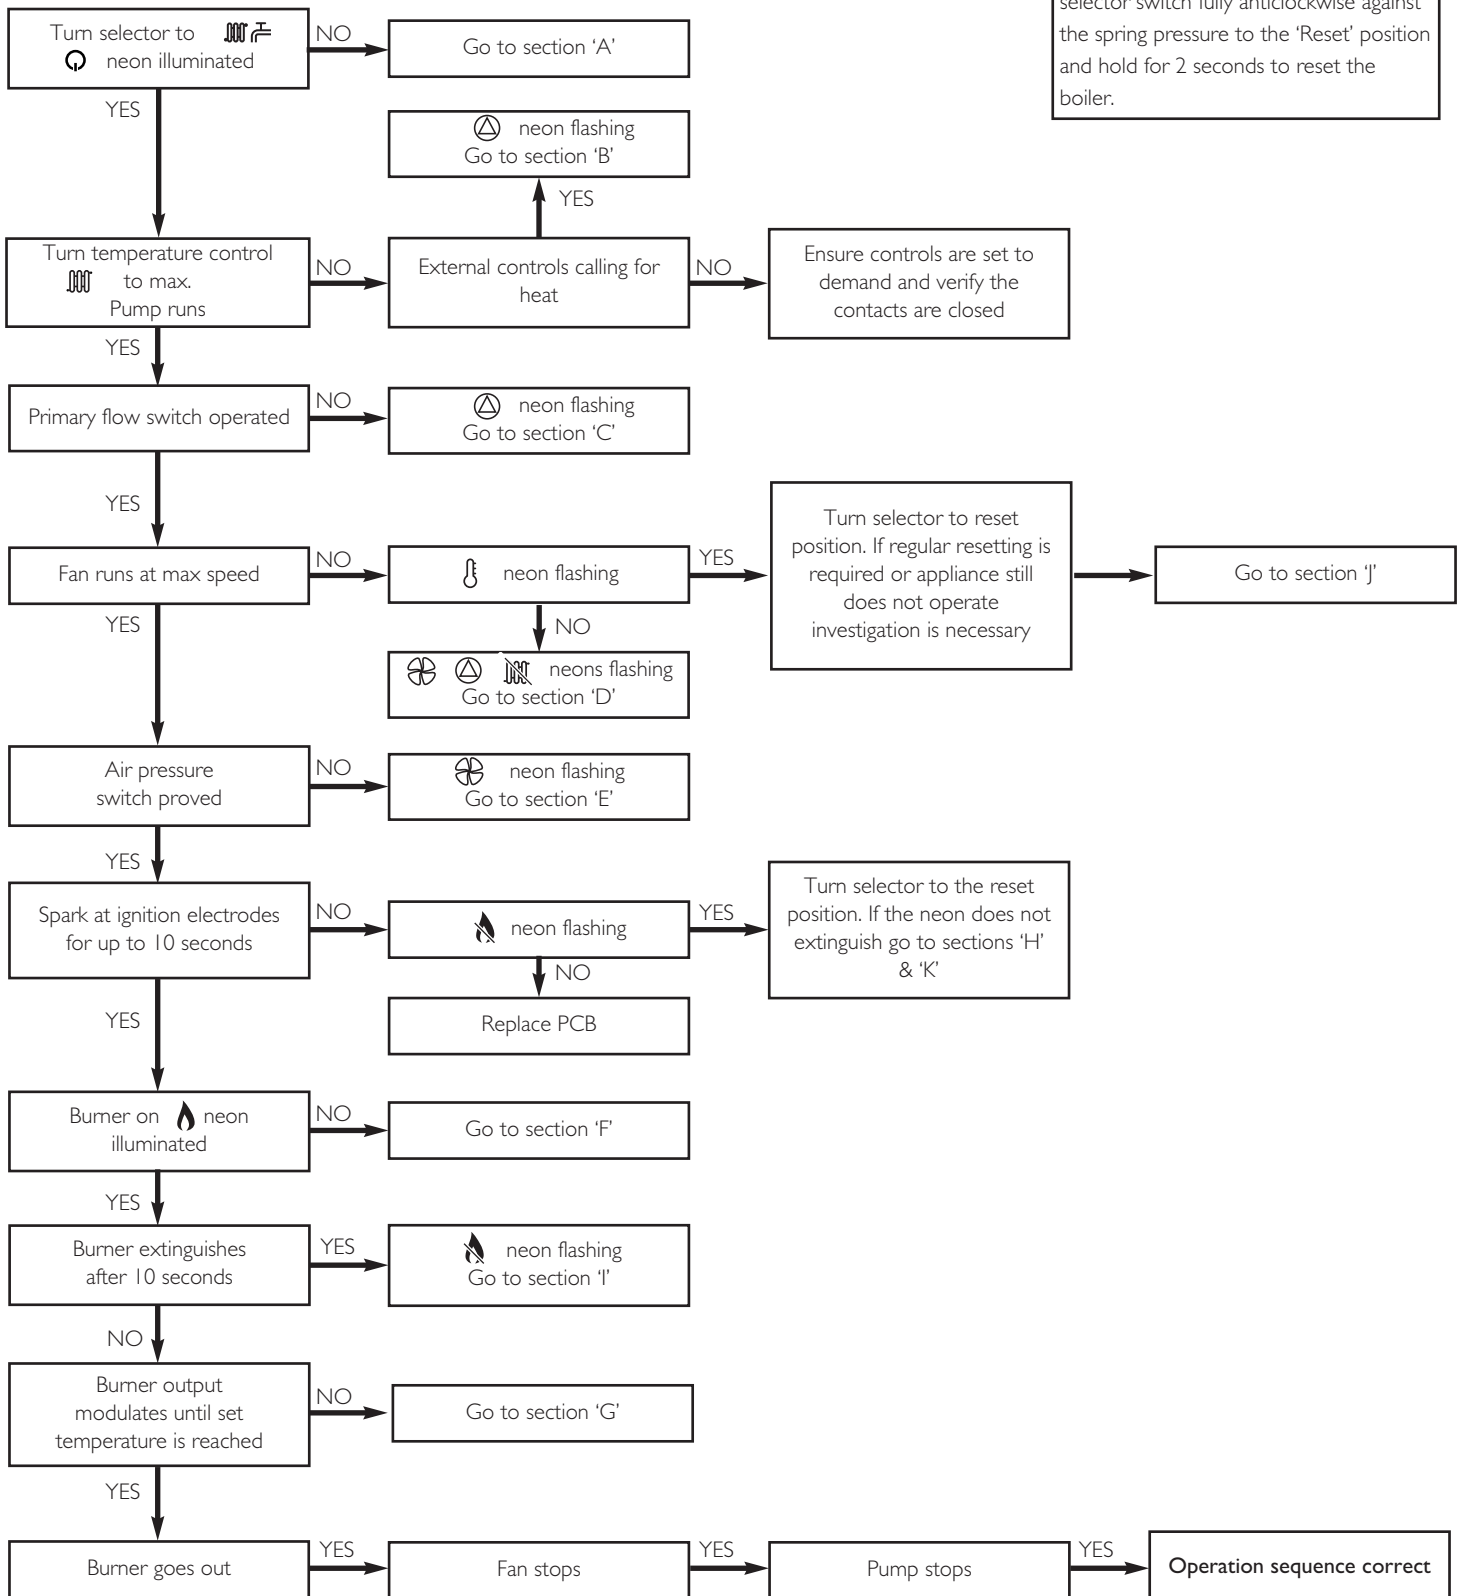 selector switch fully anticlockwise against
the spring pressure to the ‘Reset’ position
and hold for 2 seconds to reset the
boiler.
Turn selector to
neon illuminated
NO
Go to section ‘A’
YES
neon flashing
Go to section ‘B’
YES
Turn temperature control
to max.
Pump runs
NO
External controls calling for
heat
NO
Ensure controls are set to
demand and verify the
contacts are closed
YES
Primary flow switch operated
NO
neon flashing
Go to section ‘C’
YES
Fan runs at max speed
NO
neon flashing
YES
Turn selector to reset
position. If regular resetting is
required or appliance still
does not operate
investigation is necessary
Go to section ‘J’
NO
neons flashing
Go to section ‘D’
YES
Air pressure
switch proved
NO
neon flashing
Go to section ‘E’
YES
Spark at ignition electrodes
for up to 10 seconds
NO
neon flashing
YES
Turn selector to the reset
position. If the neon does not
extinguish go to sections ‘H’
& ‘K’
NO
Replace PCB
YES
Burner on neon
illuminated
NO
Go to section ‘F’
YES
Burner extinguishes
after 10 seconds
YES
neon flashing
Go to section ‘I’
NO
Burner output
modulates until set
temperature is reached
NO
Go to section ‘G’
YES
Burner goes out
YES
Fan stops
YES
Pump stops
YES
Operation sequence correct